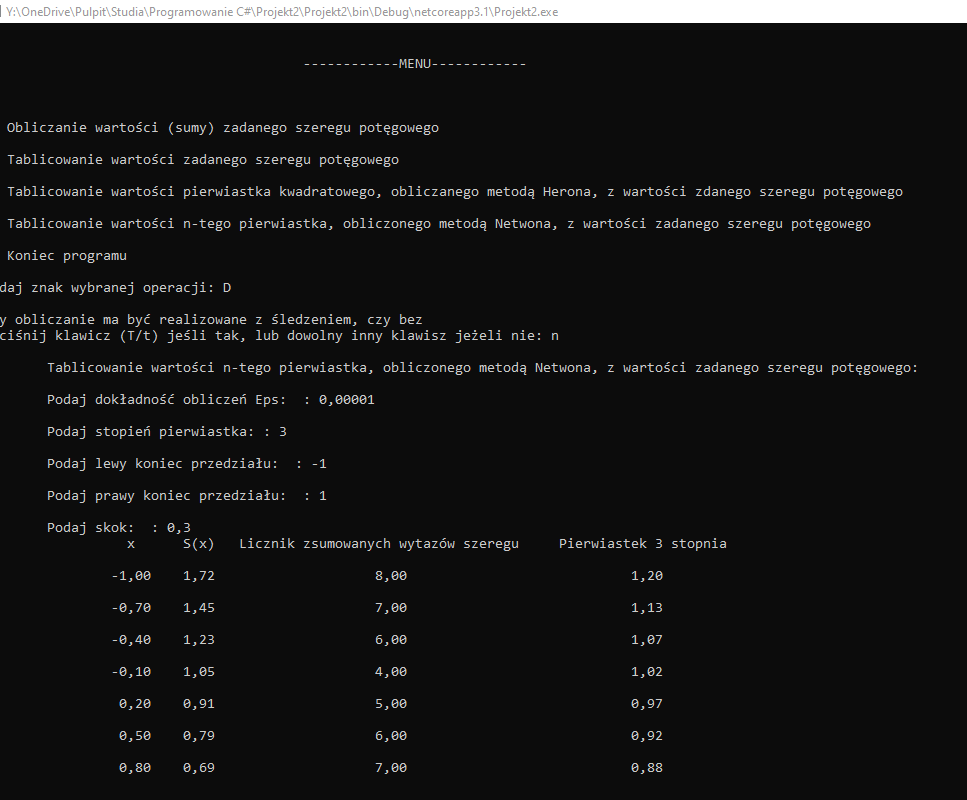 Y:\OneDrive\Pulpit\Studia\Programowanie C#\Projekt2\Projekt2\bin\Debug\netcoreapp3.1\Projekt2.exe
------------MENU------------
Obliczanie wartości (sumy) zadanego szeregu potęgowego
Tablicowanie wartości zadanego szeregu potęgowego
Tablicowanie wartości pierwiastka kwadratowego, obliczanego metodą Herona, z wartości zdanego szeregu potęgowego
Tablicowanie wartości n-tego pierwiastka, obliczonego metodą Netwona, z wartości zadanego szeregu potęgowego
Koniec programu
daj znak wybranej operacji: D
y obliczanie ma być realizowane z śledzeniem, czy bez
ciśnij klawicz (T/t) jeśli tak, lub dowolny inny klawisz jeżeli nie: n
Tablicowanie wartości n-tego pierwiastka, obliczonego metodą Netwona, z wartości zadanego szeregu potęgowego:
Podaj dokładność obliczeń Eps:  : 0,00001
Podaj stopień pierwiastka: : 3
Podaj lewy koniec przedziału:  : -1
Podaj prawy koniec przedziału:  : 1
Podaj skok:  : 0,3
x S(x) Licznik zsumowanych wytazów szeregu Pierwiastek 3 stopnia
-1,00 1,72 8,00 1,20
-0,70 1,45 7,00 1,13
-0,40 1,23 6,00 1,07
-0,10 1,05 4,00 1,02
0,20 0,91 5,00 0,97
0,50 0,79 6,00 0,92
0,80 0,69 7,00 0,88